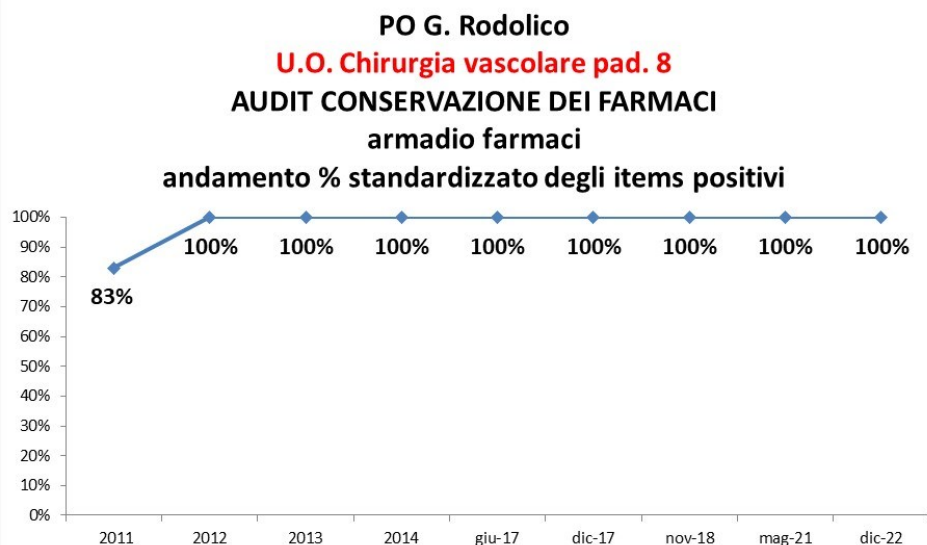 PO G. Rodolico
U.O. Chirurgia vascolare pad. 8
AUDIT CONSERVAZIONE DEI FARMACI
armadio farmaci
andamento % standardizzato degli items positivi
100%
90%
80%
70%
60%
50%
40%
30%
20%
10%
0%
83%
100% 100% 100% 100% 100% 100% 100% 100%
2011 2012 2013 2014 giu-17 dic-17 nov-18 mag-21 dic-22